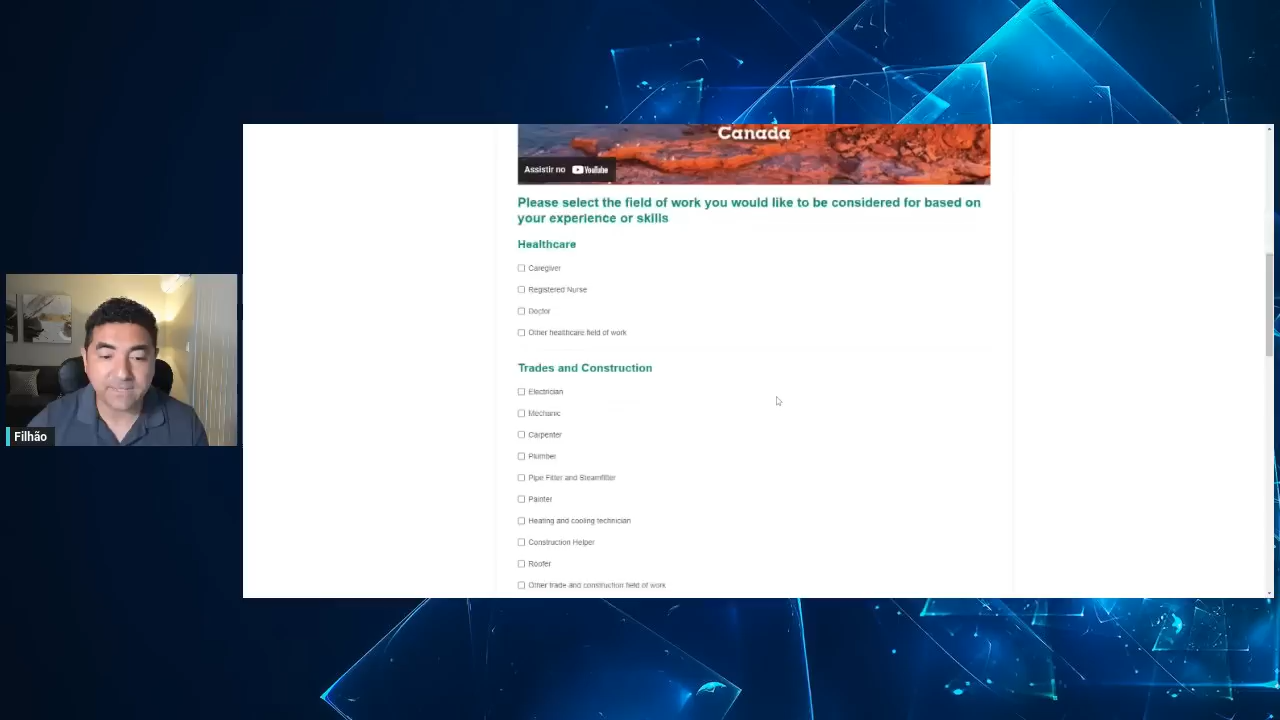 Canada
Assistir no YouTube
Please select the field of work you would like to be considered for based on
your experience or skills
Healthcare
Caregiver
Registered Nurse
Doctor
Other healthcare field of work
Trades and Construction
Electrician
Mechanic
Carpenter
Plumber
Pipe Fitter and Steamfitter
Painter
Heating and cooling technician
Construction Helper
Roofer
Other trade and construction field of work
Filhão